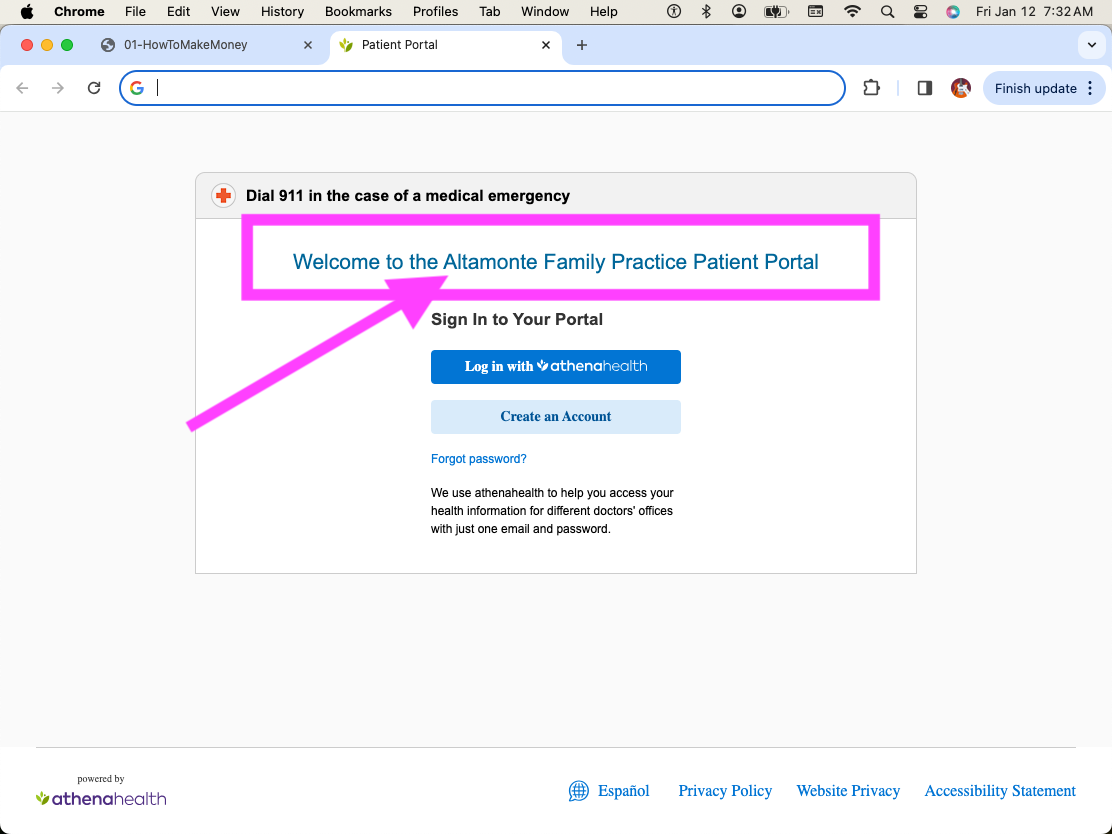 Chrome File Edit View History Bookmarks Profiles Tab Window Help Fri Jan 12 7:32 AM
01-HowToMakeMoney Patient Portal
Finish update
Dial 911 in the case of a medical emergency
Welcome to the Altamonte Family Practice Patient Portal
Sign In to Your Portal
Log in with athenahealth
Create an Account
Forgot password?
We use athenahealth to help you access your
health information for different doctors' offices
with just one email and password.
powered by
athenahealth
Español Privacy Policy Website Privacy Accessibility Statement